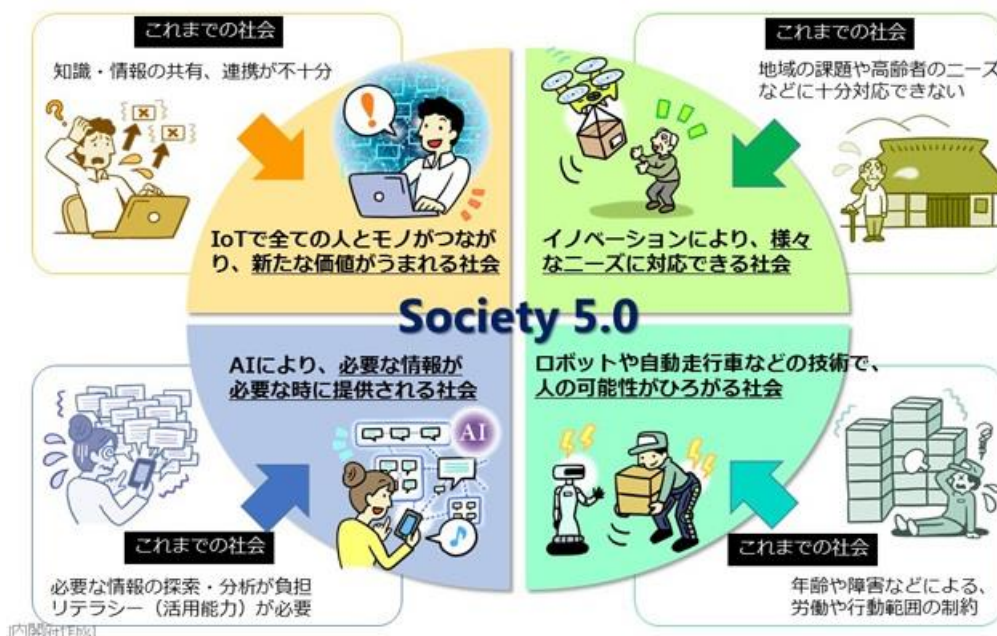 これまでの社会
知識・情報の共有、連携が不十分
IoTで全ての人とモノがつなが
り、新たな価値がうまれる社会
これまでの社会
地域の課題や高齢者のニーズ
などに十分対応できない
イノベーションにより、様々
なニーズに対応できる社会
Society 5.0
AIにより、必要な情報が
必要な時に提供される社会
AI
これまでの社会
必要な情報の探索・分析が負担
リテラシー（活用能力）が必要
ロボットや自動走行車などの技術で、
人の可能性がひろがる社会
これまでの社会
年齢や障害などによる、
労働や行動範囲の制約
[内閣府作成]